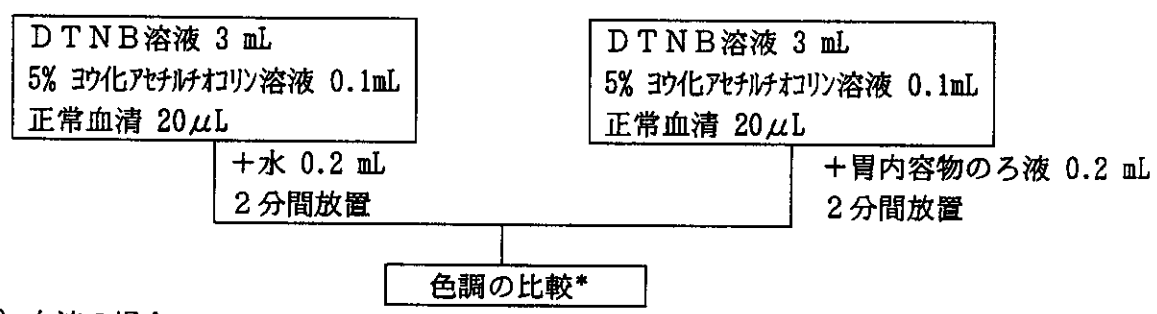 DTNB溶液 3 mL
5% ヨウ化アセチルチオコリン溶液 0.1mL
正常血清 20μL
DTNB溶液 3 mL
5% ヨウ化アセチルチオコリン溶液 0.1mL
正常血清 20μL
+水 0.2 mL
2分間放置
+胃内容物のろ液 0.2 mL
2分間放置
色調の比較*